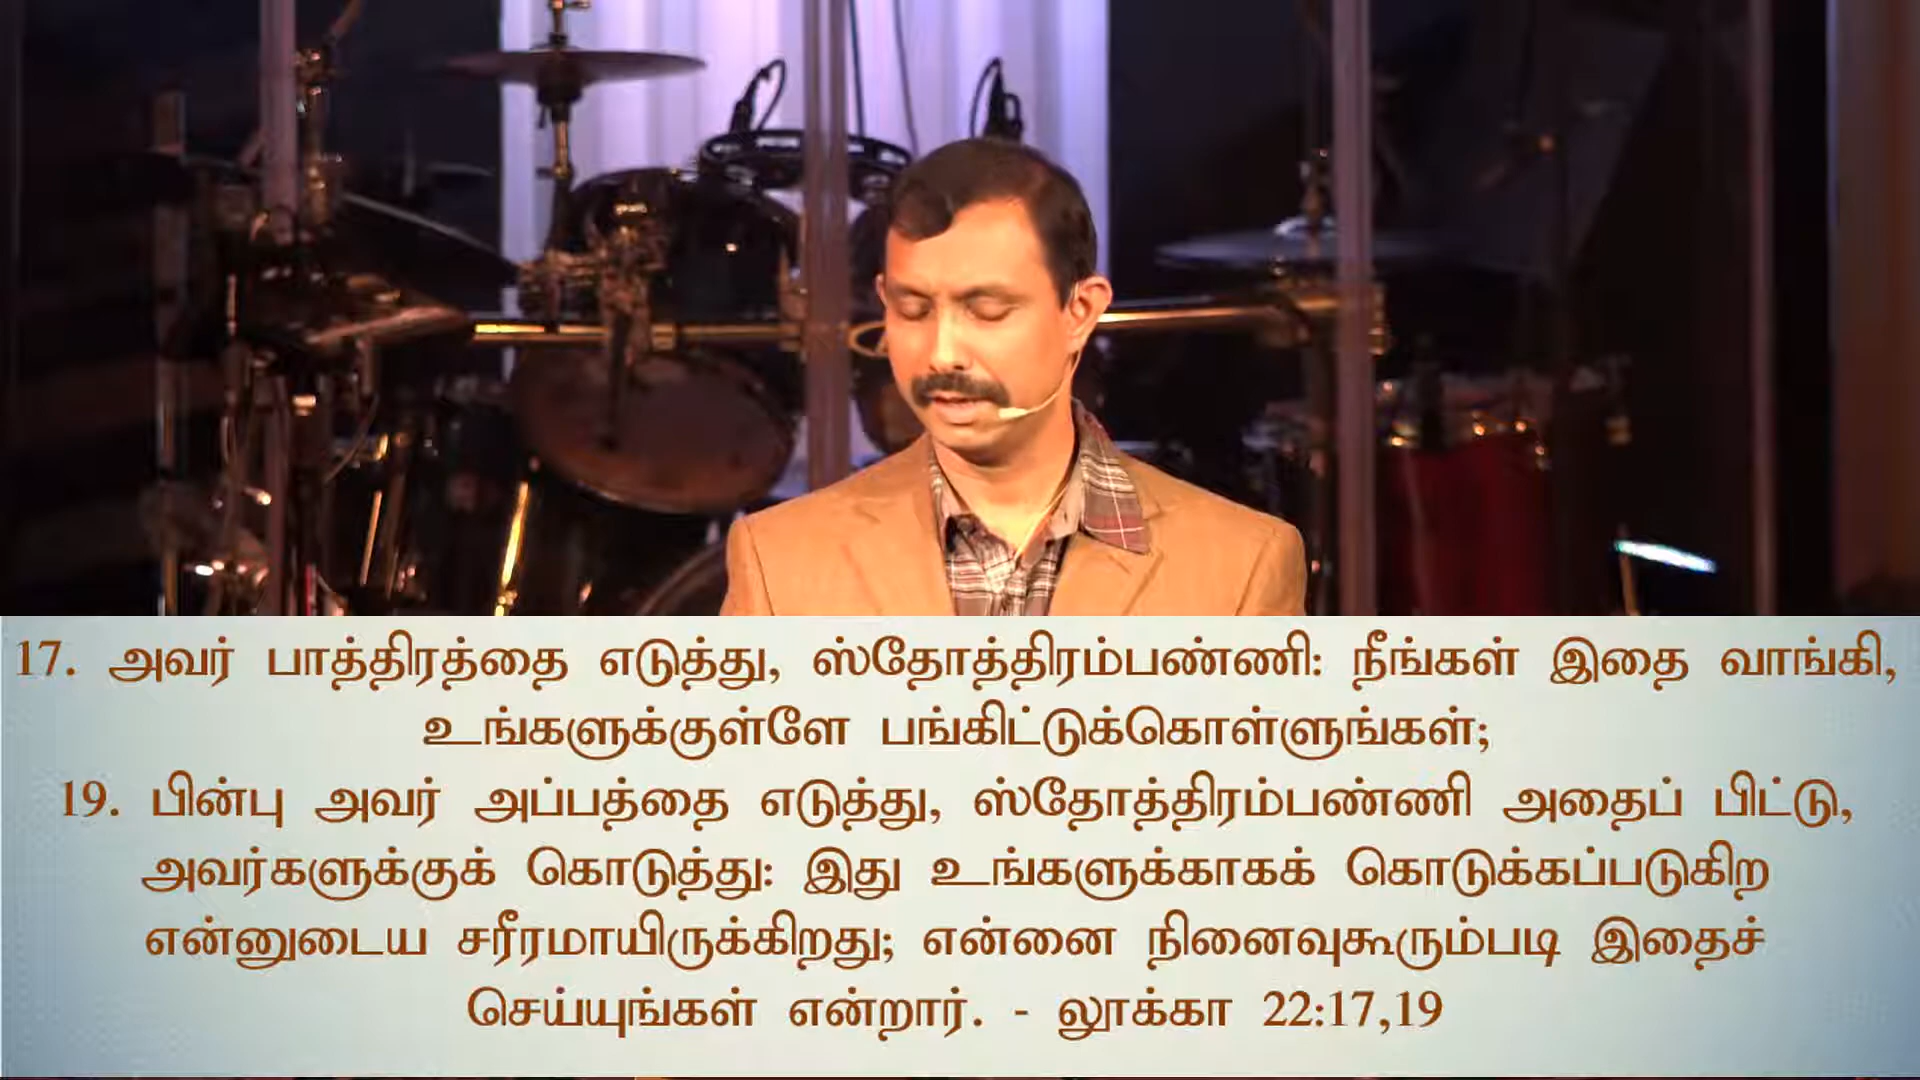 17. அவர் பாத்திரத்தை எடுத்து, ஸ்தோத்திரம்பண்ணி: நீங்கள் இதை வாங்கி,
உங்களுக்குள்ளே பங்கிட்டுக்கொள்ளுங்கள்;
19. பின்பு அவர் அப்பத்தை எடுத்து, ஸ்தோத்திரம்பண்ணி அதைப் பிட்டு,
அவர்களுக்குக் கொடுத்து: இது உங்களுக்காகக் கொடுக்கப்படுகிற
என்னுடைய சரீரமாயிருக்கிறது; என்னை நினைவுகூரும்படி இதைச்
செய்யுங்கள் என்றார். - லூக்கா 22:17,19